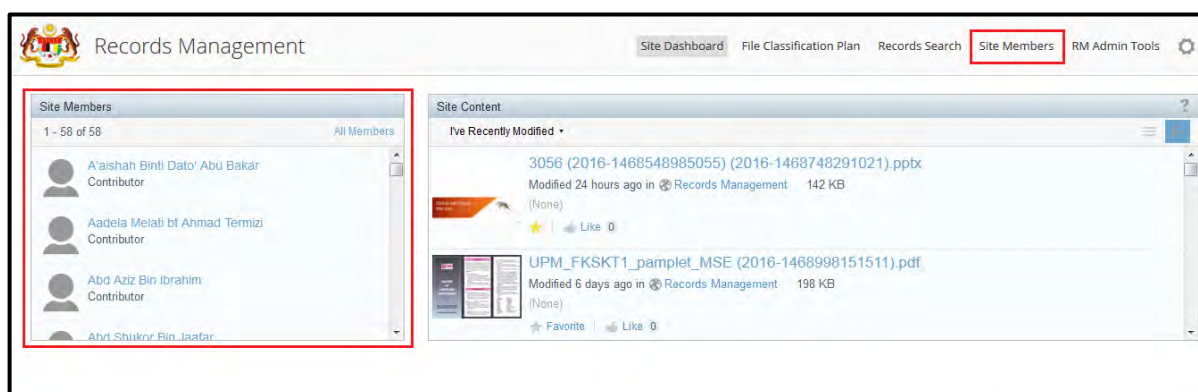 Records Management
Site Dashboard File Classification Plan Records Search Site Members RM Admin Tools
Site Members
1 - 58 of 58 All Members
A'aishah Binti Dato' Abu Bakar
Contributor
Aadela Melati bt Ahmad Termizi
Contributor
Abd Aziz Bin Ibrahim
Contributor
Abd Shukor Bin Jaafar
Site Content ?
I've Recently Modified
3056 (2016-1468548985055) (2016-1468748291021).pptx
Modified 24 hours ago in Records Management 142 KB
(None)
Like 0
UPM_FKSKT1_pamplet_MSE (2016-1468998151511).pdf
Modified 6 days ago in Records Management 198 KB
(None)
Favorite Like 0